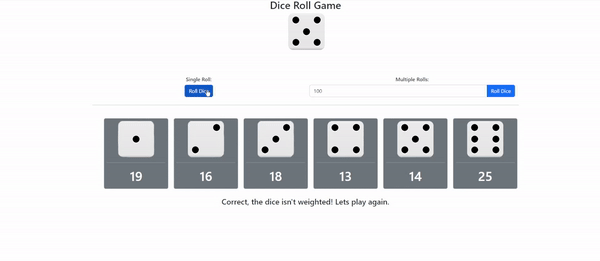 Dice Roll Game
Single Roll:
Multiple Rolls:
Roll Dice
100
Roll Dice
19 16 18 13 14 25
Correct, the dice isn't weighted! Lets play again.